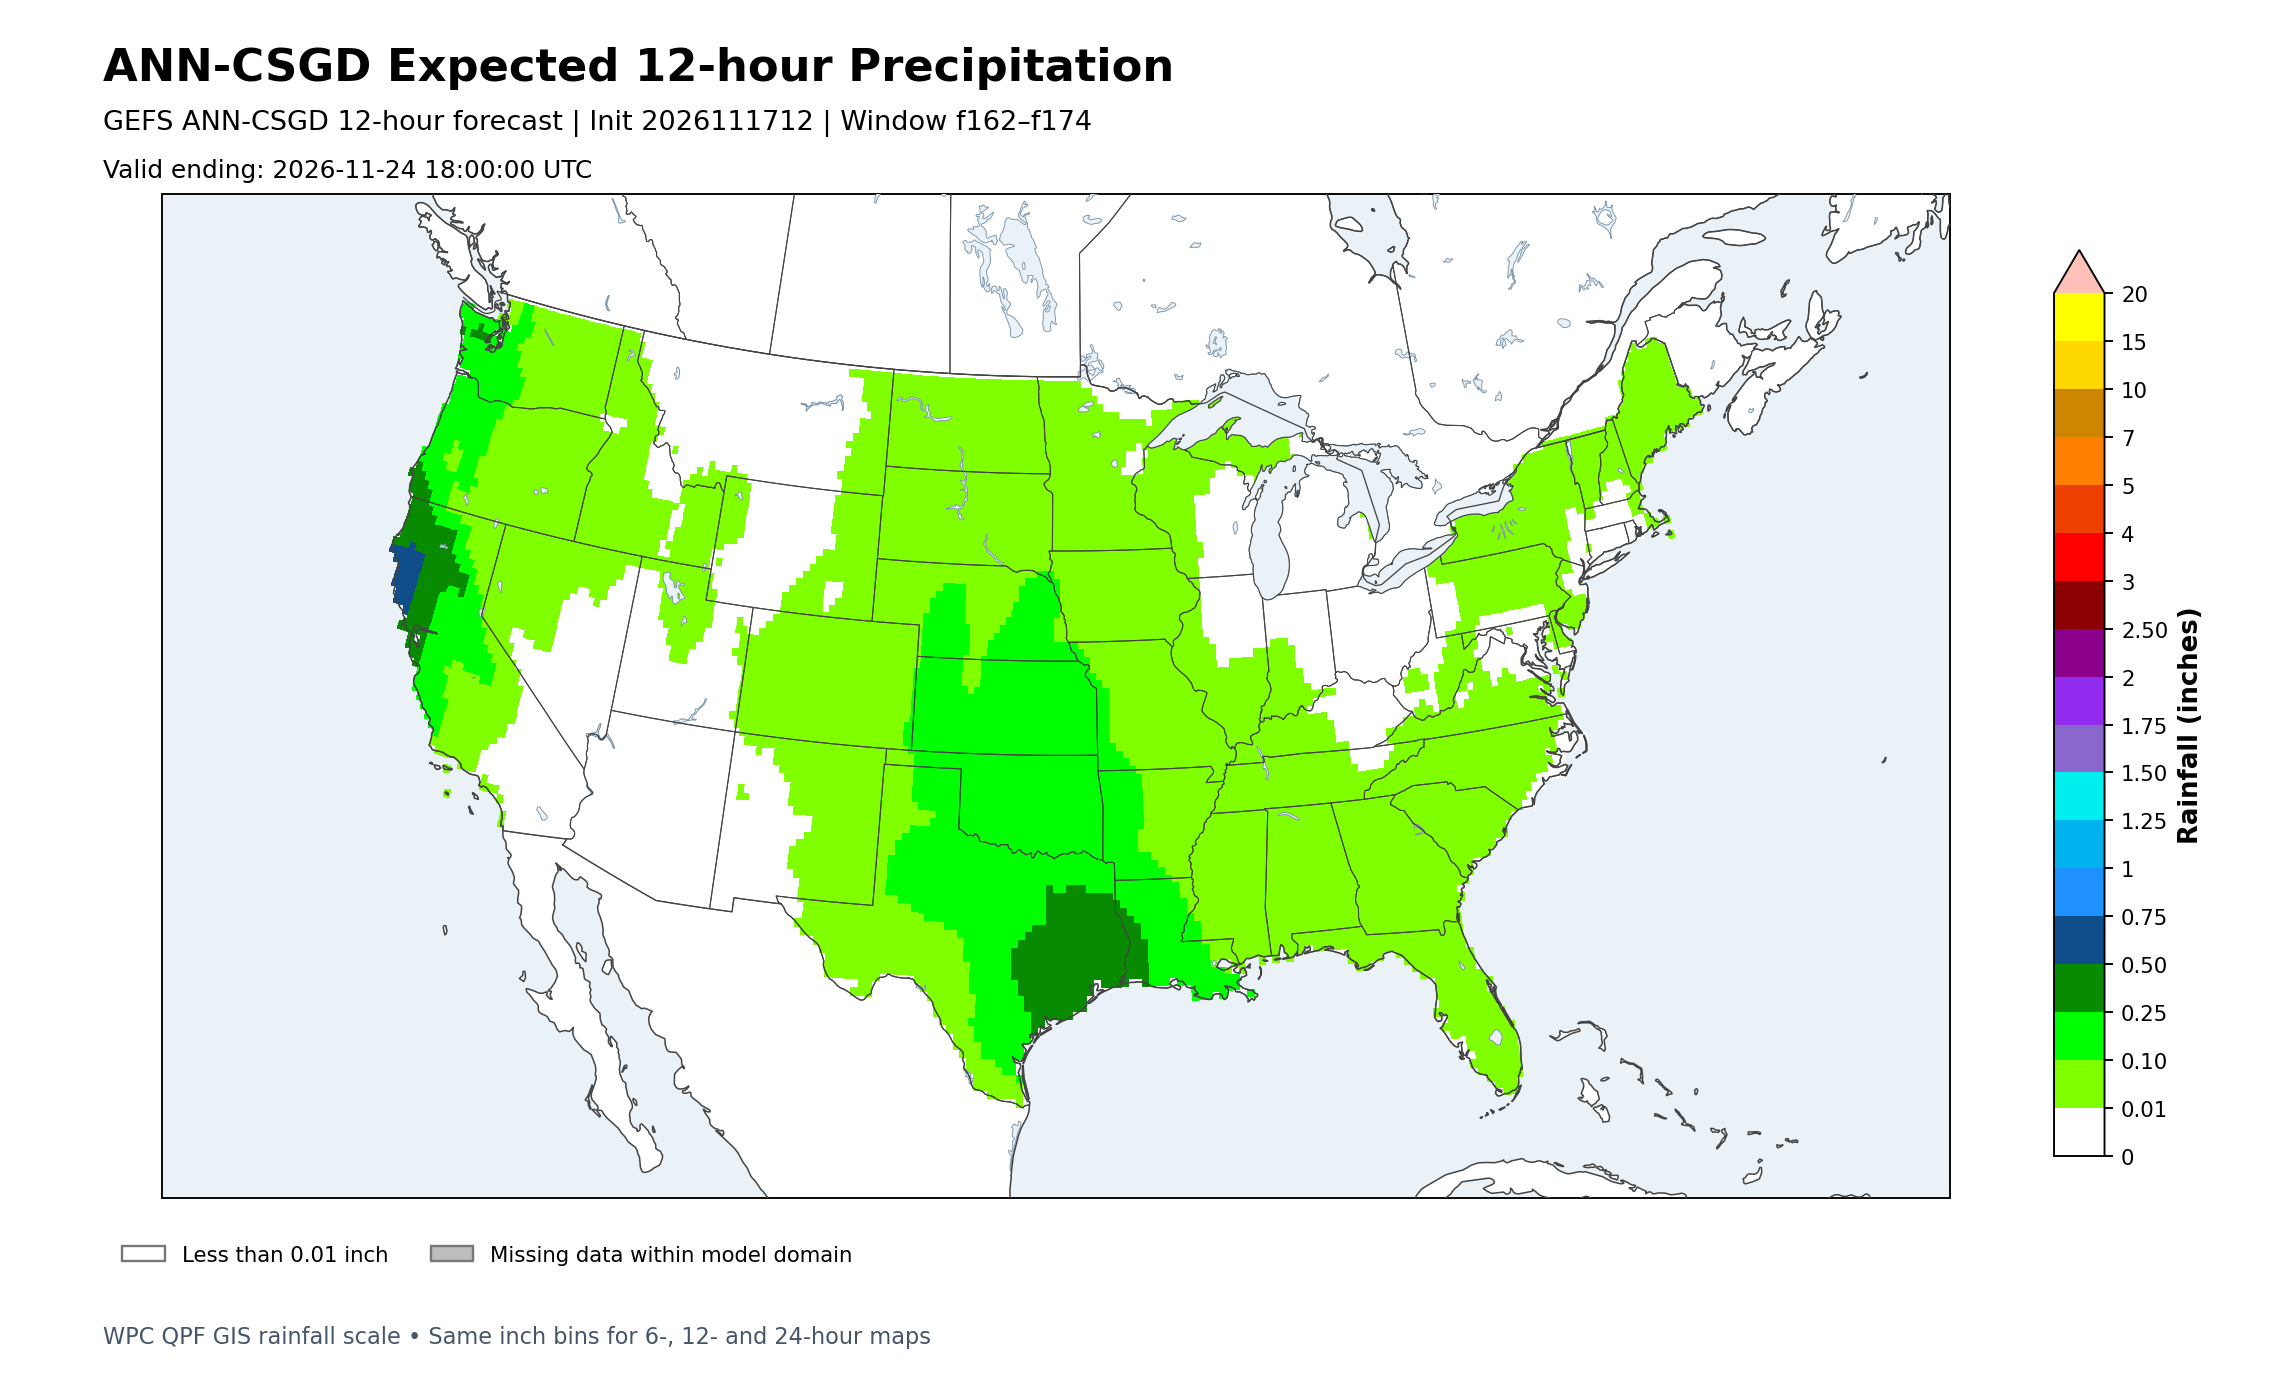 ANN-CSGD Expected 12-hour Precipitation
GEFS ANN-CSGD 12-hour forecast | Init 2026111712 | Window f162–f174
Valid ending: 2026-11-24 18:00:00 UTC
20
15
10
7
5
4
3
2.50
2
1.75
1.50
1.25
1
0.75
0.50
0.25
0.10
0.01
0
Rainfall (inches)
Less than 0.01 inch
Missing data within model domain
WPC QPF GIS rainfall scale • Same inch bins for 6-, 12- and 24-hour maps